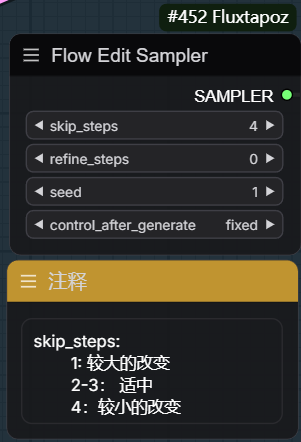 #452 Fluxtapoz
Flow Edit Sampler
SAMPLER
skip_steps 4
refine_steps 0
seed 1
control_after_generate fixed
注释
skip_steps:
1: 较大的改变
2-3： 适中
4：较小的改变